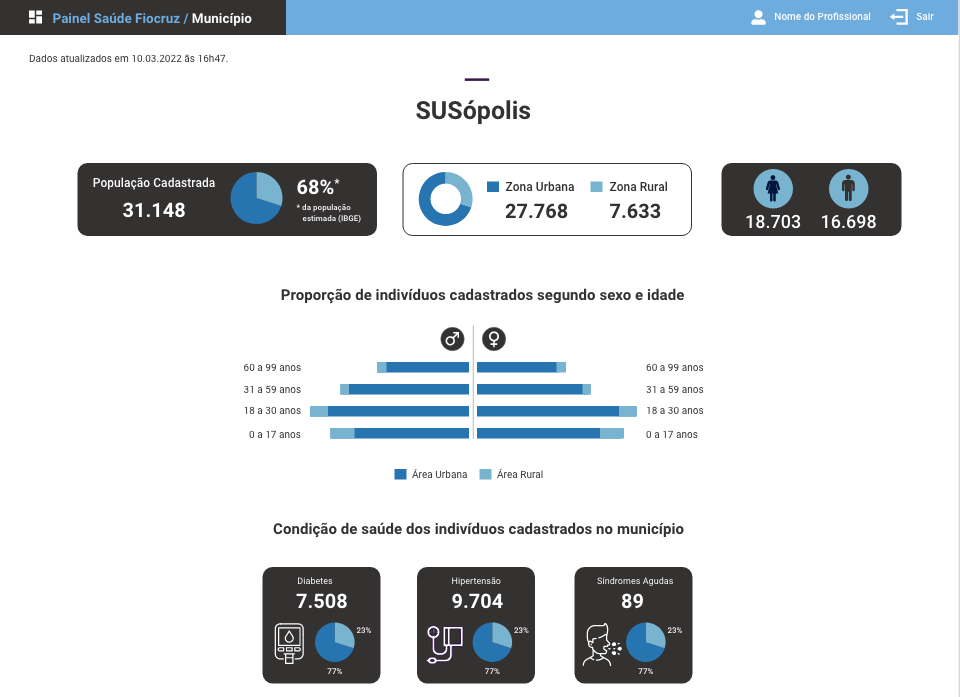 Painel Saúde Fiocruz / Município
Nome do Profissional
Sair
Dados atualizados em 10.03.2022 ãs 16h47.
SUSópolis
População Cadastrada
31.148
68%*
* da população
estimada (IBGE)
Zona Urbana
27.768
Zona Rural
7.633
18.703
16.698
Proporção de indivíduos cadastrados segundo sexo e idade
60 a 99 anos
60 a 99 anos
31 a 59 anos
31 a 59 anos
18 a 30 anos
18 a 30 anos
0 a 17 anos
0 a 17 anos
Área Urbana
Área Rural
Condição de saúde dos indivíduos cadastrados no município
Diabetes
7.508
23%
77%
Hipertensão
9.704
23%
77%
Síndromes Agudas
89
23%
77%